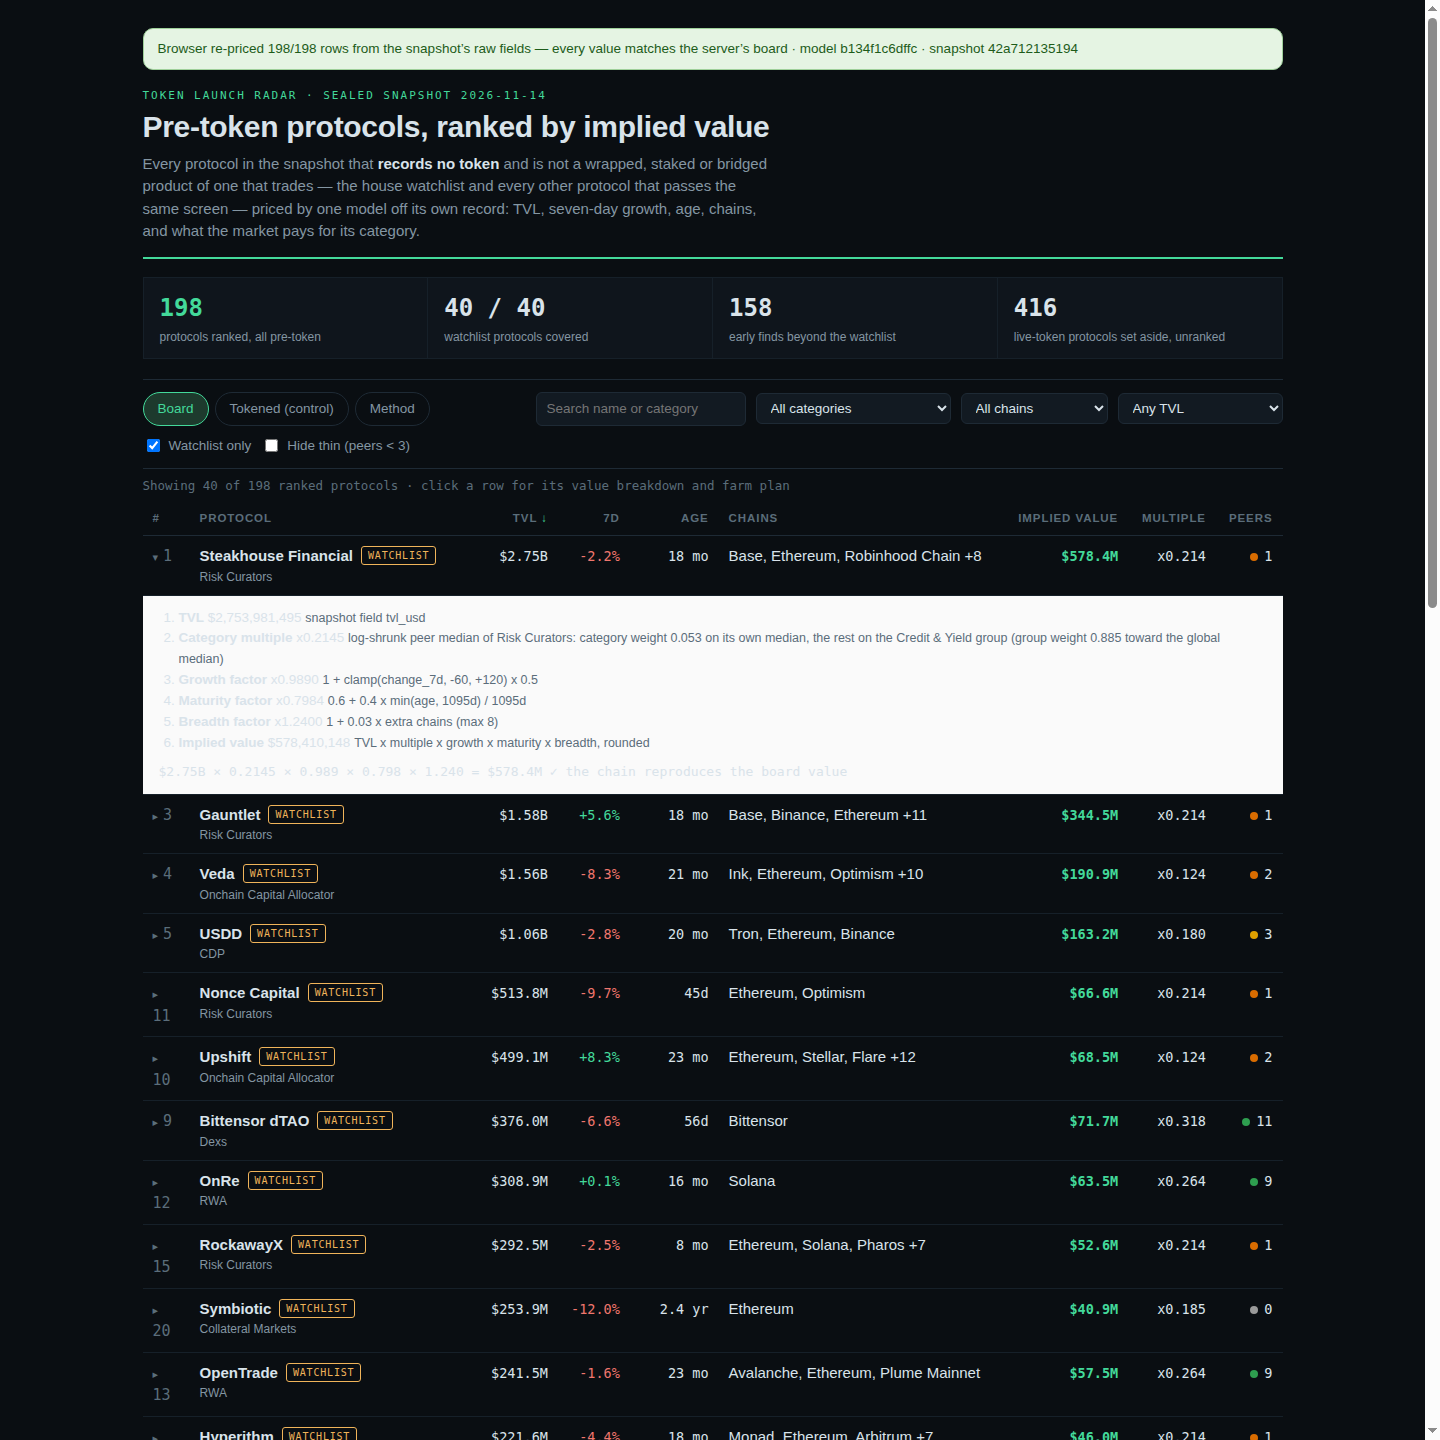 Browser re-priced 198/198 rows from the snapshot’s raw fields — every value matches the server’s board · model b134f1c6dffc · snapshot 42a712135194
TOKEN LAUNCH RADAR · SEALED SNAPSHOT 2026-11-14
Pre-token protocols, ranked by implied value
Every protocol in the snapshot that records no token and is not a wrapped, staked or bridged
product of one that trades — the house watchlist and every other protocol that passes the
same screen — priced by one model off its own record: TVL, seven-day growth, age, chains,
and what the market pays for its category.
198 40 / 40 158 416
protocols ranked, all pre-token watchlist protocols covered early finds beyond the watchlist live-token protocols set aside, unranked
Board Tokened (control) Method Search name or category All categories All chains Any TVL
Watchlist only Hide thin (peers < 3)
Showing 40 of 198 ranked protocols · click a row for its value breakdown and farm plan
# PROTOCOL TVL ↓ 7D AGE CHAINS IMPLIED VALUE MULTIPLE PEERS
▾ 1 Steakhouse Financial WATCHLIST $2.75B -2.2% 18 mo Base, Ethereum, Robinhood Chain +8 $578.4M x0.214 1
Risk Curators
1. TVL $2,753,981,495 snapshot field tvl_usd
2. Category multiple x0.2145 log-shrunk peer median of Risk Curators: category weight 0.053 on its own median, the rest on the Credit & Yield group (group weight 0.885 toward the global
median)
3. Growth factor x0.9890 1 + clamp(change_7d, -60, +120) x 0.5
4. Maturity factor x0.7984 0.6 + 0.4 x min(age, 1095d) / 1095d
5. Breadth factor x1.2400 1 + 0.03 x extra chains (max 8)
6. Implied value $578,410,148 TVL x multiple x growth x maturity x breadth, rounded
$2.75B × 0.2145 × 0.989 × 0.798 × 1.240 = $578.4M ✓ the chain reproduces the board value
▸ 3 Gauntlet WATCHLIST $1.58B +5.6% 18 mo Base, Binance, Ethereum +11 $344.5M x0.214 1
Risk Curators
▸ 4 Veda WATCHLIST $1.56B -8.3% 21 mo Ink, Ethereum, Optimism +10 $190.9M x0.124 2
Onchain Capital Allocator
▸ 5 USDD WATCHLIST $1.06B -2.8% 20 mo Tron, Ethereum, Binance $163.2M x0.180 3
CDP
▸ Nonce Capital WATCHLIST $513.8M -9.7% 45d Ethereum, Optimism $66.6M x0.214 1
11 Risk Curators
▸ Upshift WATCHLIST $499.1M +8.3% 23 mo Ethereum, Stellar, Flare +12 $68.5M x0.124 2
10 Onchain Capital Allocator
▸ 9 Bittensor dTAO WATCHLIST $376.0M -6.6% 56d Bittensor $71.7M x0.318 11
Dexs
▸ OnRe WATCHLIST $308.9M +0.1% 16 mo Solana $63.5M x0.264 9
12 RWA
▸ RockawayX WATCHLIST $292.5M -2.5% 8 mo Ethereum, Solana, Pharos +7 $52.6M x0.214 1
15 Risk Curators
▸ Symbiotic WATCHLIST $253.9M -12.0% 2.4 yr Ethereum $40.9M x0.185 0
20 Collateral Markets
▸ OpenTrade WATCHLIST $241.5M -1.6% 23 mo Avalanche, Ethereum, Plume Mainnet $57.5M x0.264 9
13 RWA
▸ Hyperithm WATCHLIST $221.6M -4.4% 18 mo Monad, Ethereum, Arbitrum +7 $46.0M x0.214 1